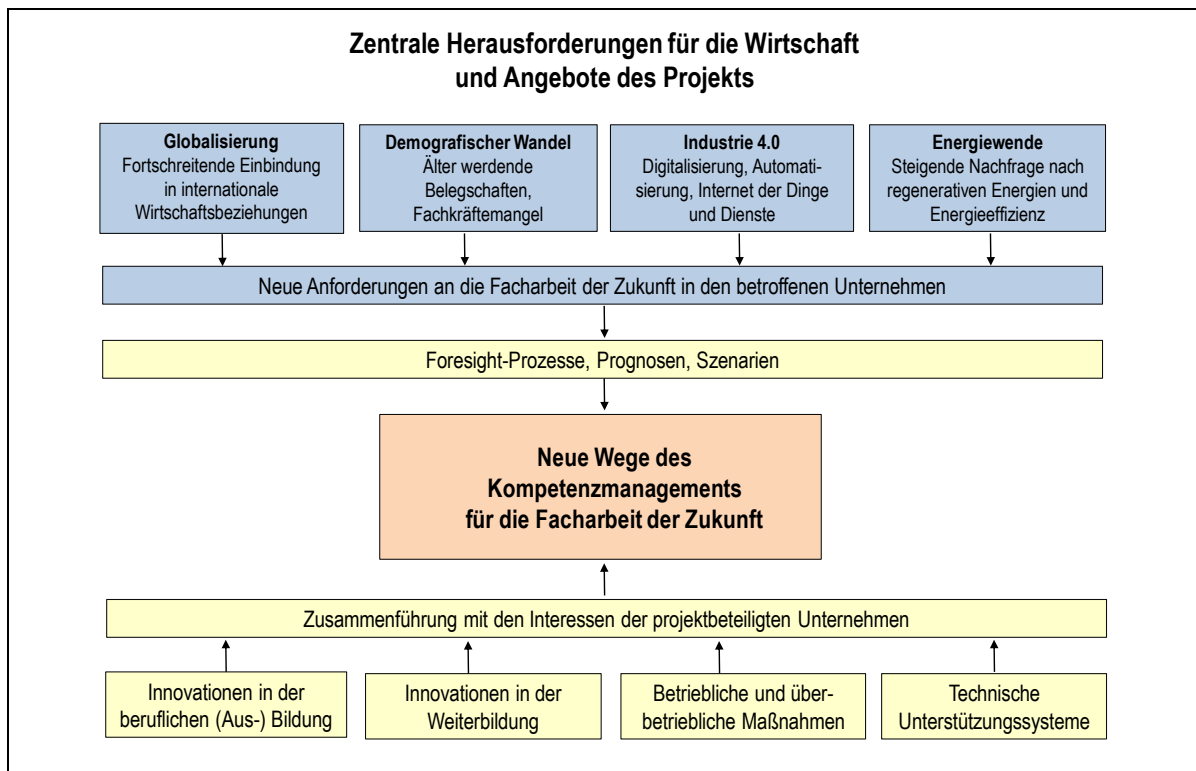 Zentrale Herausforderungen für die Wirtschaft
und Angebote des Projekts
Globalisierung
Fortschreitende Einbindung
in internationale
Wirtschaftsbeziehungen
Demografischer Wandel
Älter werdende
Belegschaften,
Fachkräftemangel
Industrie 4.0
Digitalisierung, Automati-
sierung, Internet der Dinge
und Dienste
Energiewende
Steigende Nachfrage nach
regenerativen Energien und
Energieeffizienz
Neue Anforderungen an die Facharbeit der Zukunft in den betroffenen Unternehmen
Foresight-Prozesse, Prognosen, Szenarien
Neue Wege des
Kompetenzmanagements
für die Facharbeit der Zukunft
Zusammenführung mit den Interessen der projektbeteiligten Unternehmen
Innovationen in der
beruflichen (Aus-) Bildung
Innovationen in der
Weiterbildung
Betriebliche und über-
betriebliche Maßnahmen
Technische
Unterstützungssysteme